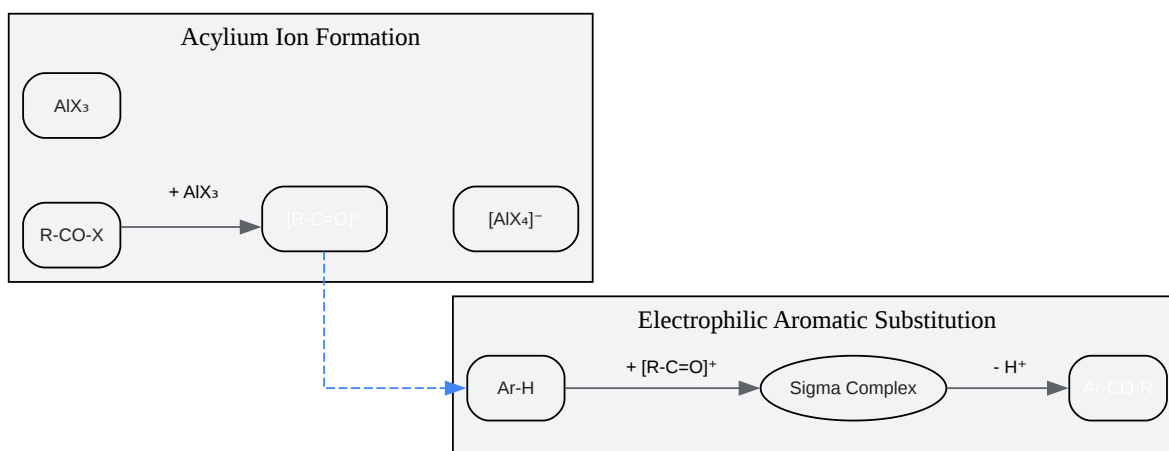 Acylium Ion Formation
AlX₃
+ AlX₃
R-CO-X
[R-C=O]⁺
[AlX₄]⁻
Electrophilic Aromatic Substitution
Ar-H
+ [R-C=O]⁺
Sigma Complex
- H⁺
Ar-CO-R